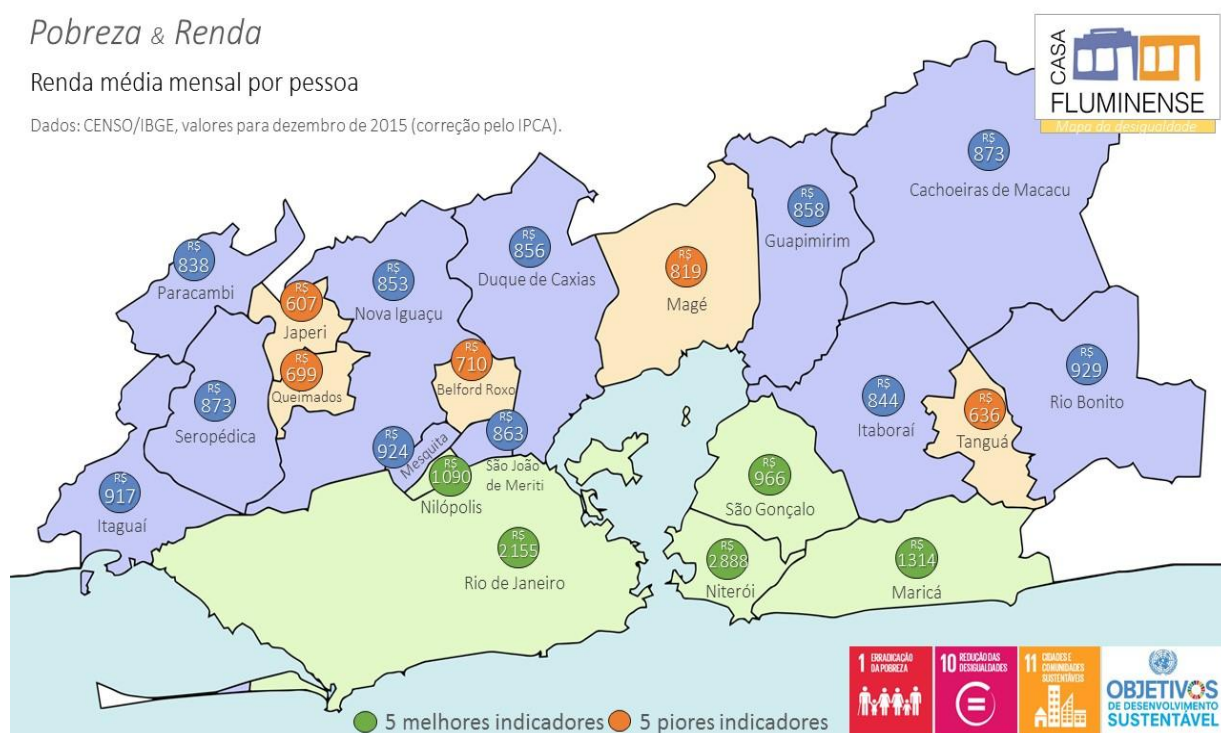 Pobreza & Renda
Renda média mensal por pessoa
Dados: CENSO/IBGE, valores para dezembro de 2015 (correção pelo IPCA).
CASA
FLUMINENSE
Mapa da desigualdade
R$
873
Cachoeiras de Macacu
R$
858
Guapimirim
R$
856
Duque de Caxias
R$
819
Magé
R$
838
Paracambi
R$
853
Nova Iguaçu
R$
607
Japeri
R$
699
Queimados
R$
710
Belford Roxo
R$
873
Seropédica
R$
844
Itaboraí
R$
636
Tanguá
R$
929
Rio Bonito
R$
924
Mesquita
R$
863
São João
de Meriti
R$
1090
Nilópolis
R$
966
São Gonçalo
R$
917
Itaguaí
R$
2.155
Rio de Janeiro
R$
2.888
Niterói
R$
1314
Maricá
5 melhores indicadores
5 piores indicadores
1 ERRADICAÇÃO
DA POBREZA
10 REDUÇÃO DAS
DESIGUALDADES
11 CIDADES E
COMUNIDADES
SUSTENTÁVEIS
OBJETIVOS
DE DESENVOLVIMENTO
SUSTENTÁVEL